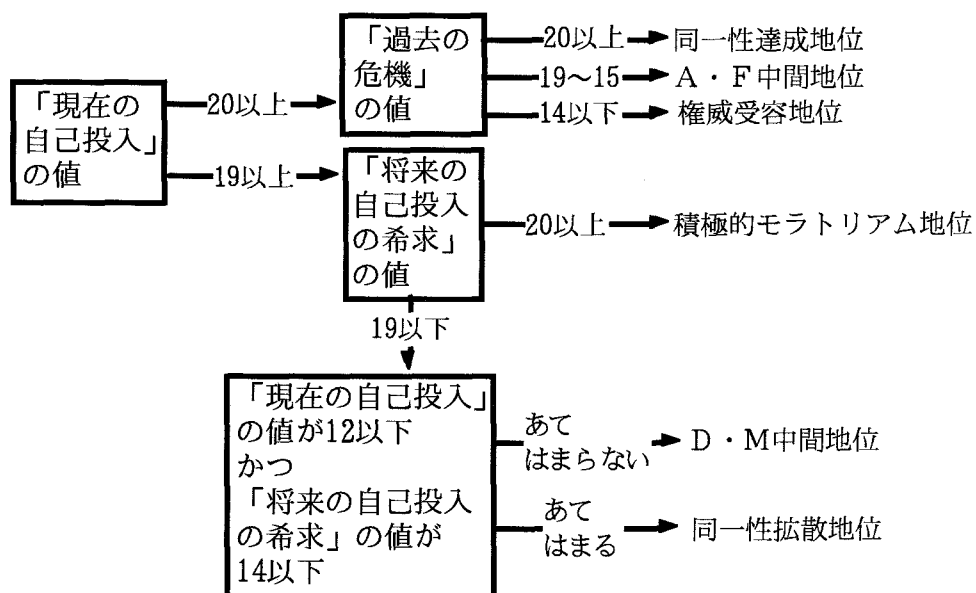 「現在の
自己投入」
の値
20以上
19以上
「過去の
危機」
の値
20以上
同一性達成地位
19～15
A・F中間地位
14以下
権威受容地位
「将来の
自己投入
の希求」
の値
20以上
積極的モラトリアム地位
19以下
「現在の自己投入」
の値が12以下
かつ
「将来の自己投入
の希求」の値が
14以下
あて
はまらない
D・M中間地位
あて
はまる
同一性拡散地位